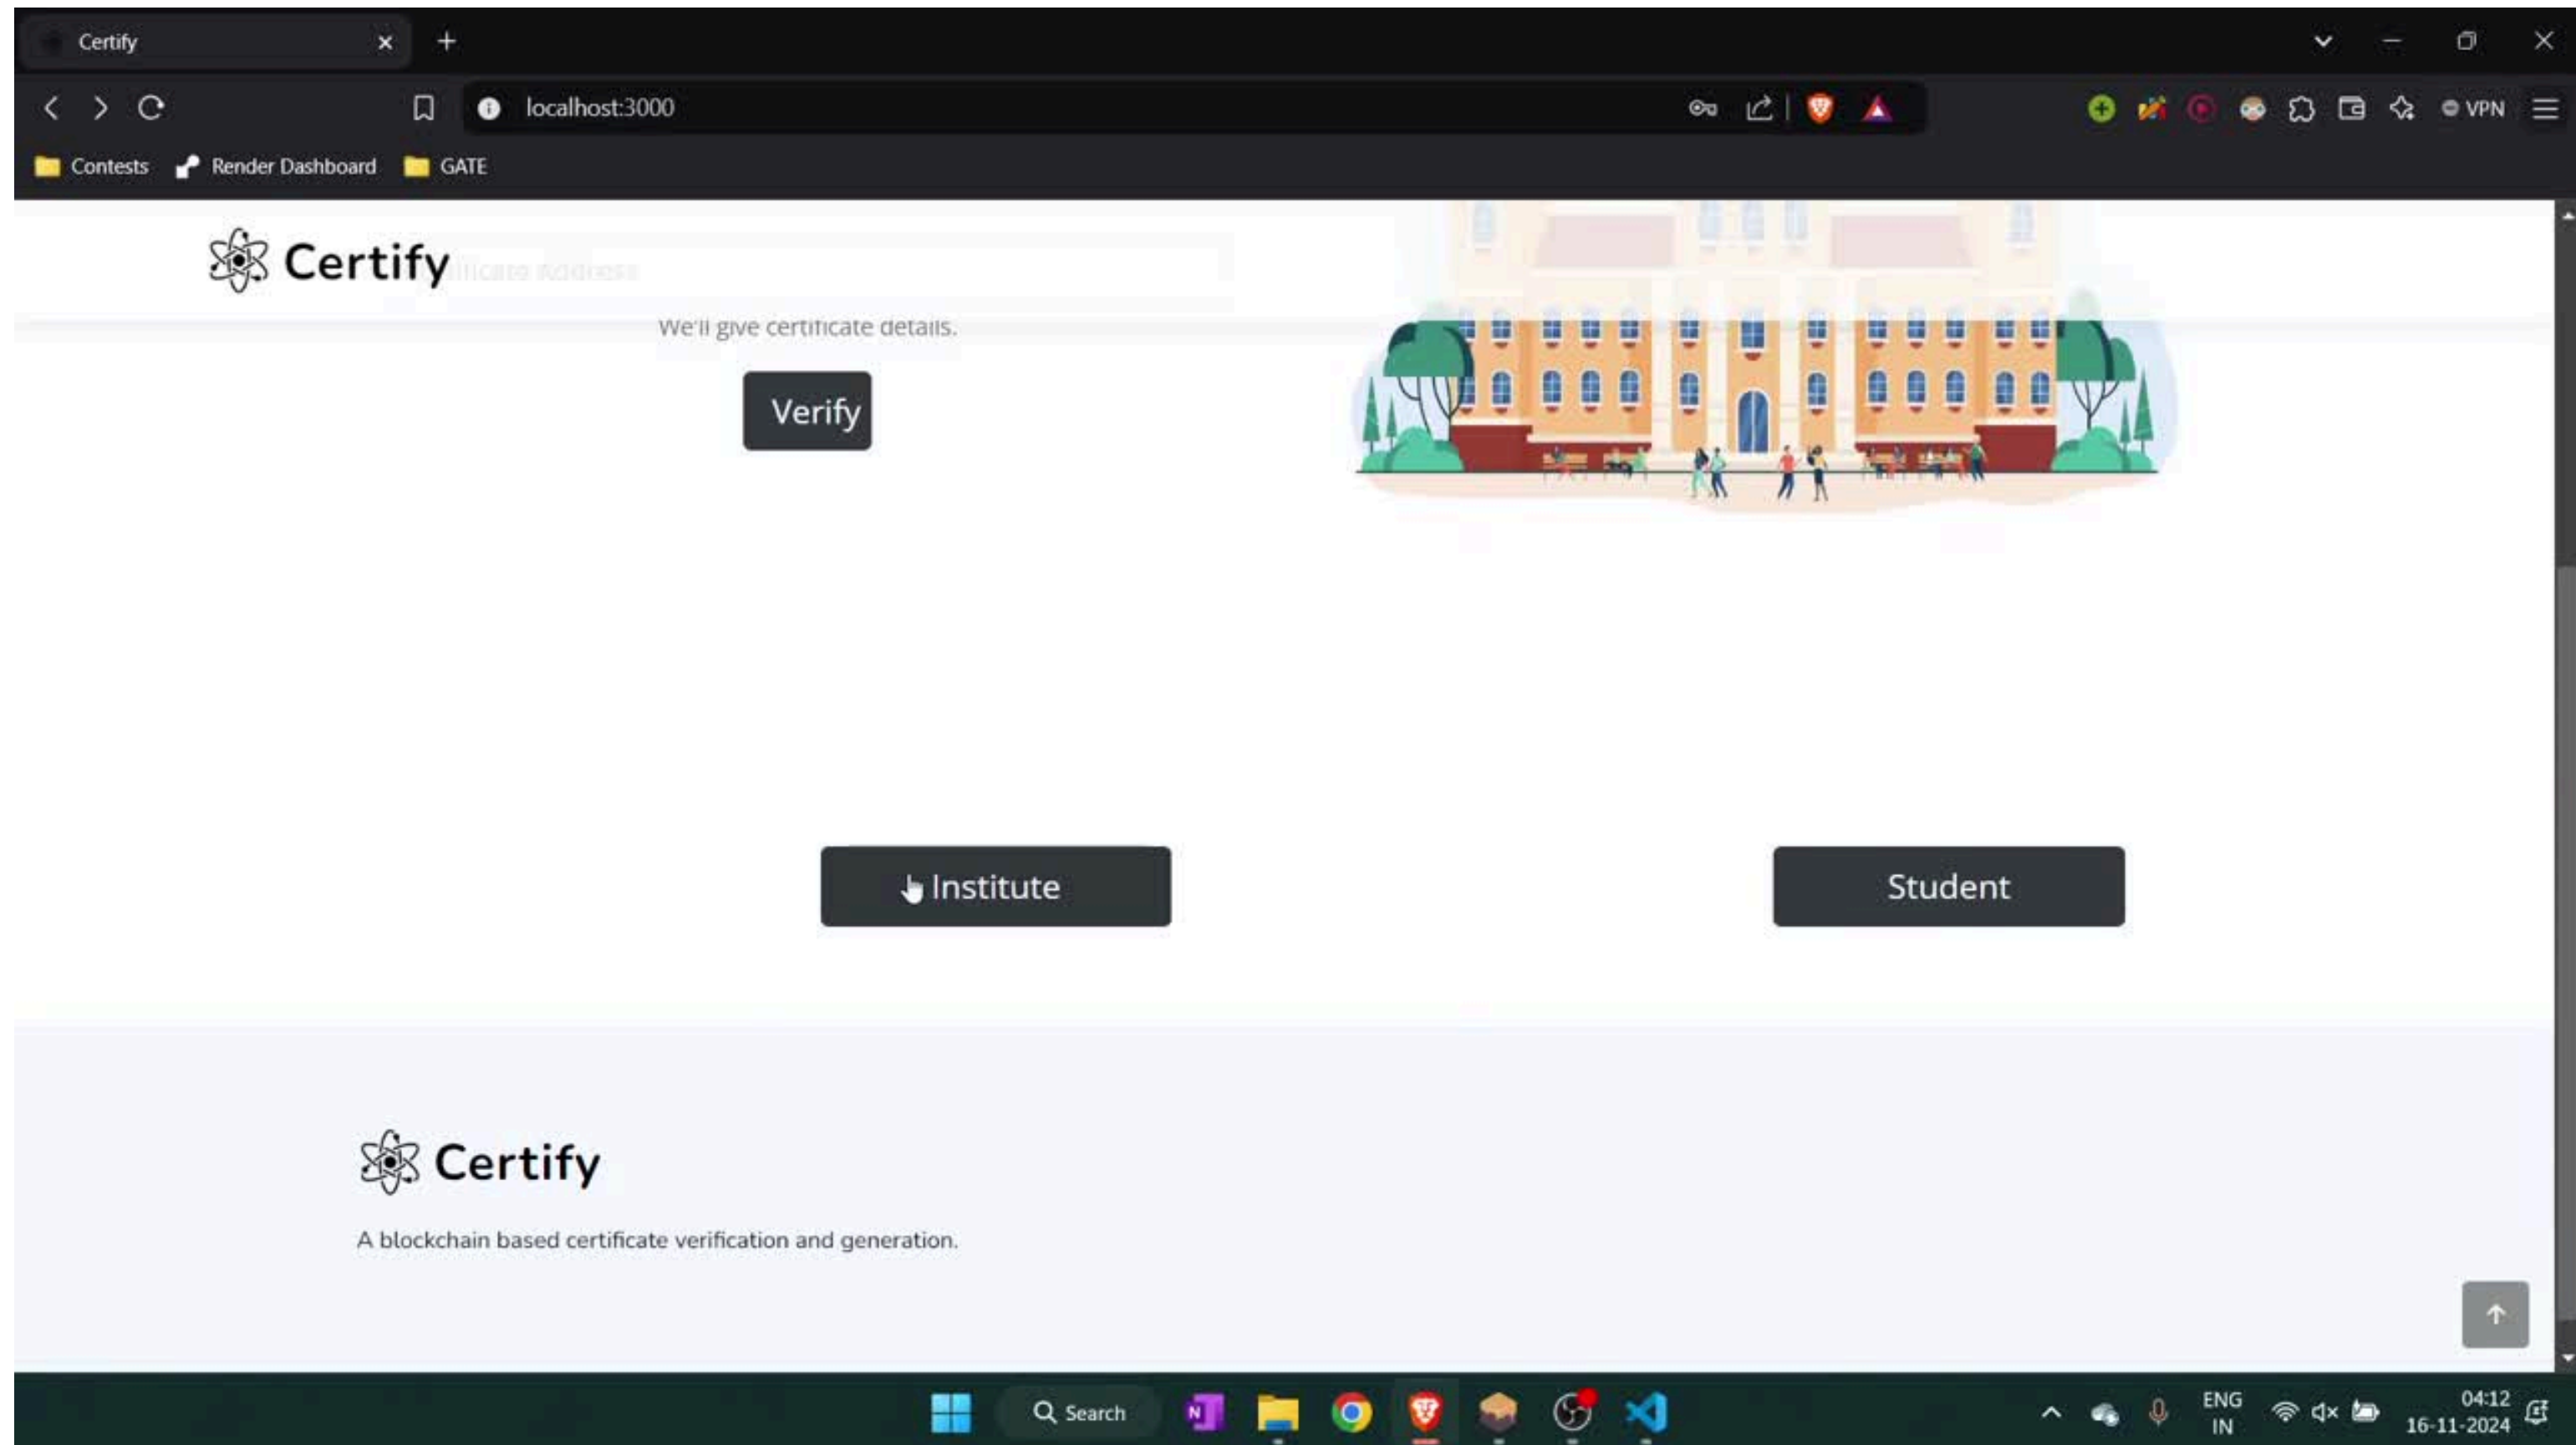 Certify
localhost:3000
VPN
Contests
Render Dashboard
GATE
Certify
We'll give certificate details.
Verify
Institute
Student
Certify
A blockchain based certificate verification and generation.
Search
ENG
IN
04:12
16-11-2024